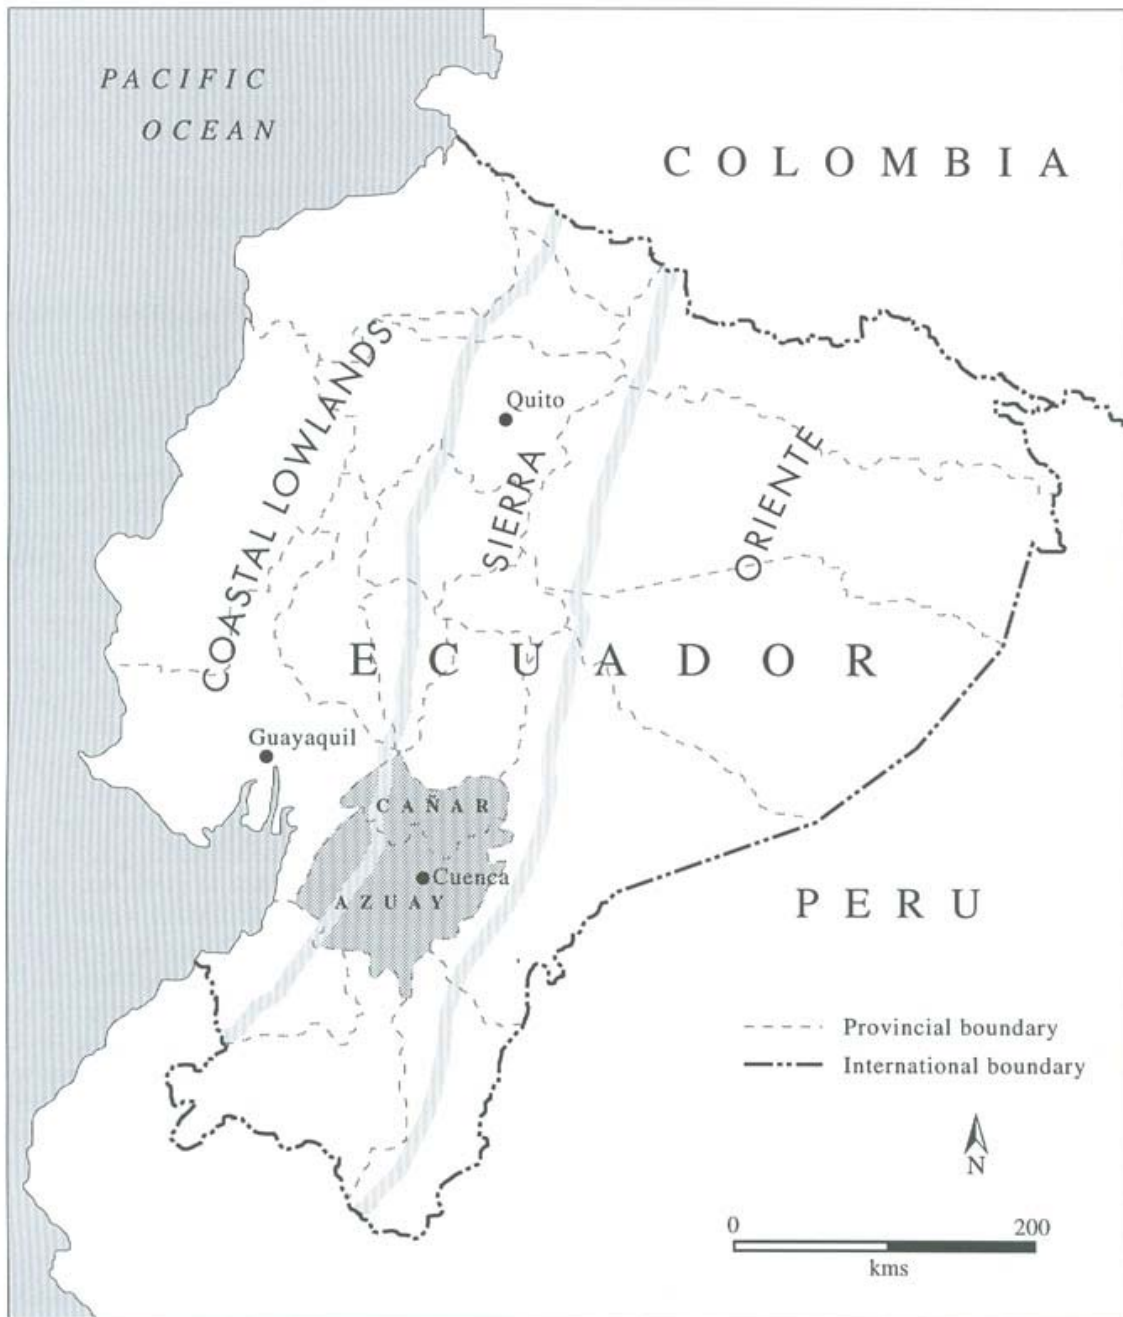 PACIFIC
OCEAN
COLOMBIA
COASTAL LOWLANDS
Quito
SIERRA
ORIENTE
ECUADOR
Guayaquil
CAÑAR
Cuenca
AZUAY
PERU
Provincial boundary
International boundary
N
0 200
kms